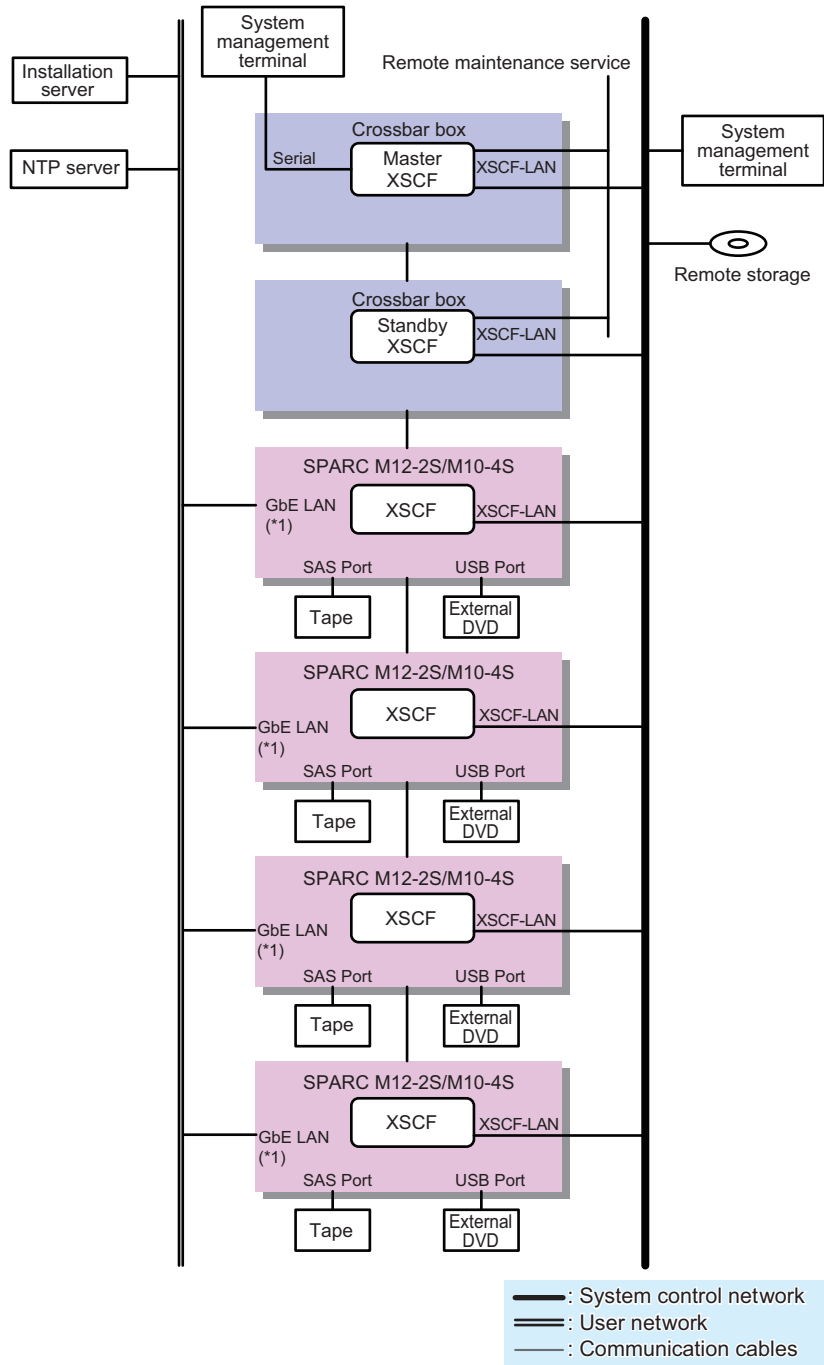 System
management
terminal
Installation
server
Remote maintenance service
NTP server
Crossbar box
Serial
Master
XSCF
XSCF-LAN
System
management
terminal
Remote storage
Crossbar box
Standby
XSCF
XSCF-LAN
SPARC M12-2S/M10-4S
GbE LAN
(*1)
XSCF
XSCF-LAN
SAS Port
USB Port
Tape
External
DVD
SPARC M12-2S/M10-4S
GbE LAN
(*1)
XSCF
XSCF-LAN
SAS Port
USB Port
Tape
External
DVD
SPARC M12-2S/M10-4S
GbE LAN
(*1)
XSCF
XSCF-LAN
SAS Port
USB Port
Tape
External
DVD
SPARC M12-2S/M10-4S
GbE LAN
(*1)
XSCF
XSCF-LAN
SAS Port
USB Port
Tape
External
DVD
: System control network
: User network
: Communication cables